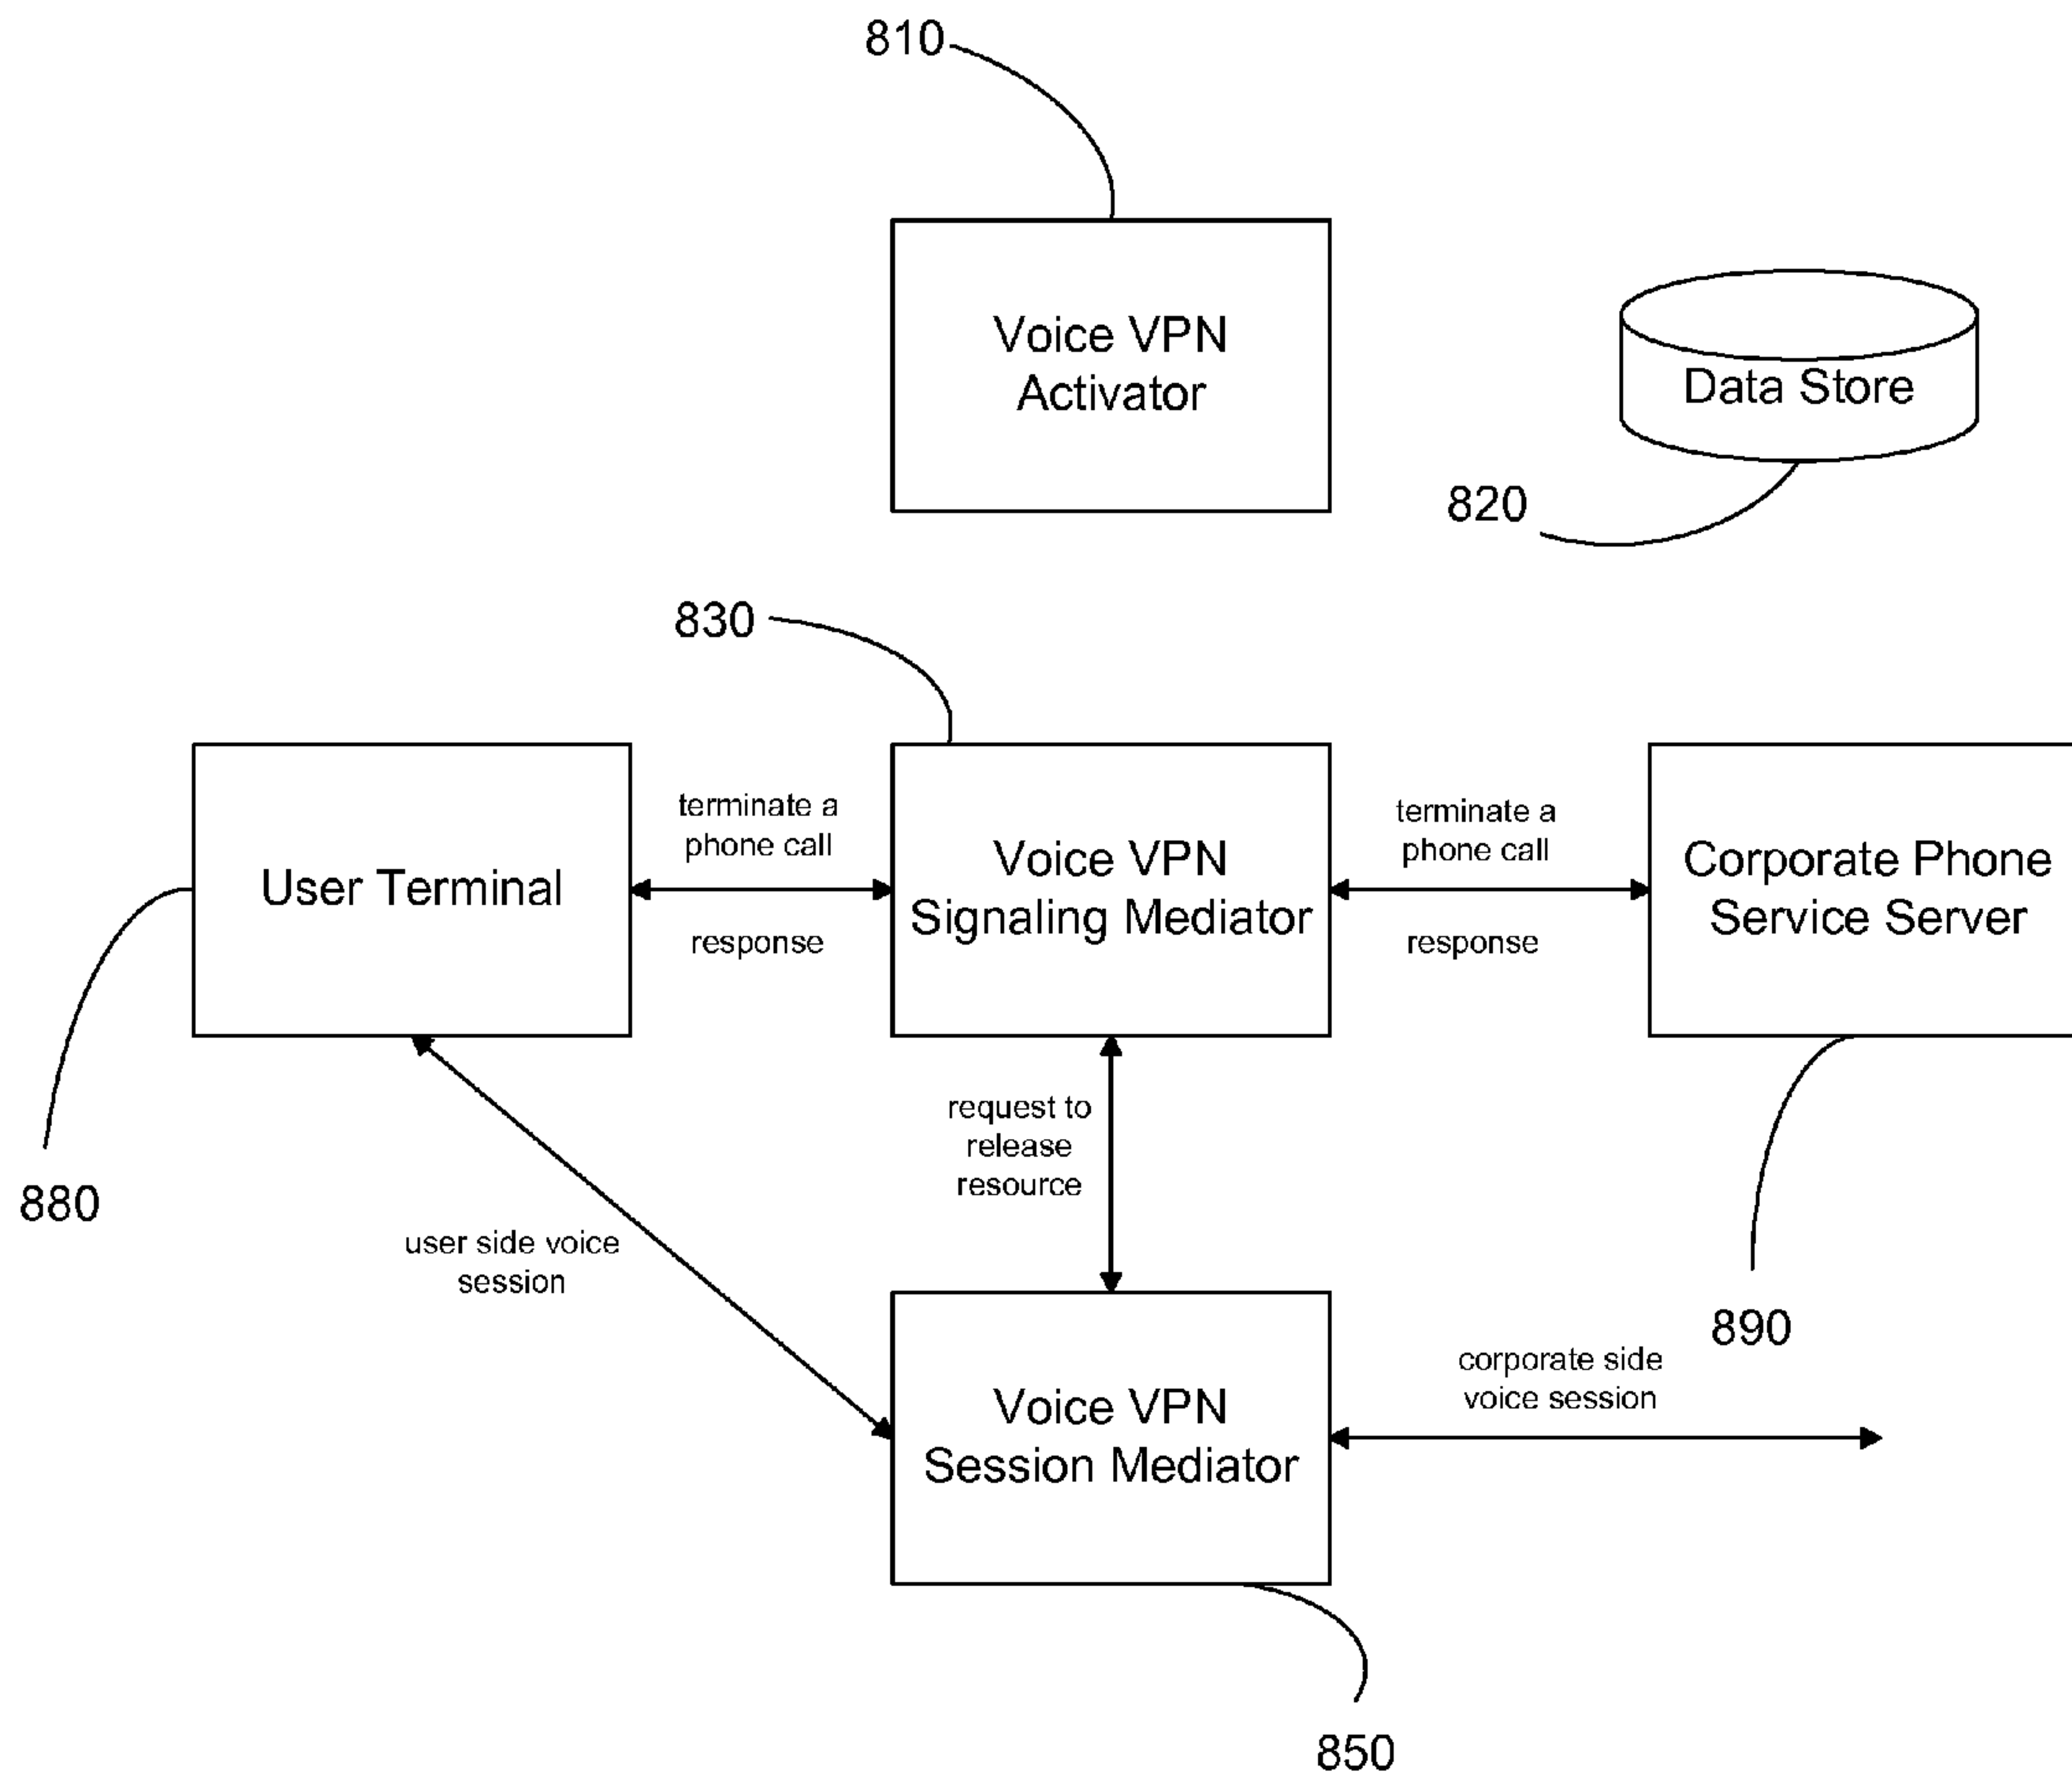 810
Voice VPN
Activator
Data Store
820
830
User Terminal
terminate a
phone call
response
Voice VPN
Signaling Mediator
terminate a
phone call
response
Corporate Phone
Service Server
880
user side voice
session
request to
release
resource
890
Voice VPN
Session Mediator
corporate side
voice session
850